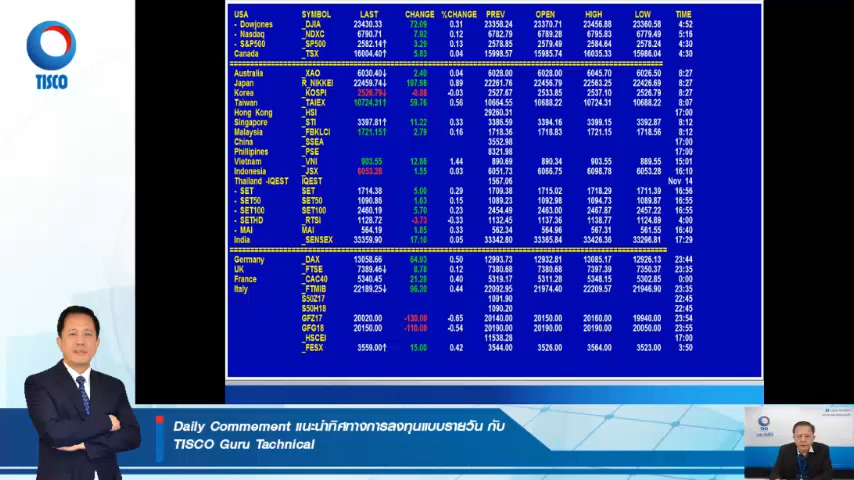 TISCO
USA SYMBOL LAST CHANGE %CHANGE PREV OPEN HIGH LOW TIME
- Dowjones _DJIA 23430.33 72.09 0.31 23358.24 23370.71 23456.88 23360.58 4:52
- Nasdaq _NDXC 6790.71 7.92 0.12 6782.79 6789.28 6795.83 6779.49 5:16
- S&P500 _SP500 2582.14↑ 3.29 0.13 2578.85 2579.49 2584.64 2578.24 4:30
Canada _TSX 16004.40↑ 5.83 0.04 15998.57 15985.74 16035.33 15986.04 4:30
Australia _XAO 6030.40↓ 2.40 0.04 6028.00 6028.00 6045.70 6026.50 8:27
Japan R_NIKKEI 22459.74↓ 197.98 0.89 22261.76 22456.79 22563.25 22426.69 8:27
Korea _KOSPI 2526.79↓ -0.88 -0.03 2527.67 2533.85 2537.10 2526.79 8:27
Taiwan _TAIEX 10724.31↑ 59.76 0.56 10664.55 10688.22 10724.31 10688.22 8:07
Hong Kong _HSI 29260.31 17:00
Singapore _STI 3397.81↑ 11.22 0.33 3386.59 3394.16 3399.15 3392.87 8:12
Malaysia _FBKLCI 1721.15↑ 2.79 0.16 1718.36 1718.83 1721.15 1718.56 8:12
China _SSEA 3552.98 17:00
Phillipines _PSE 8321.98 17:00
Vietnam _VNI 903.55 12.86 1.44 890.69 890.34 903.55 889.55 15:01
Indonesia _JSX 6053.28 1.55 0.03 6051.73 6066.75 6098.78 6053.28 16:10
Thailand -IQEST IQEST 1567.06 Nov 14
- SET SET 1714.38 5.00 0.29 1709.38 1715.02 1718.29 1711.39 16:56
- SET50 SET50 1090.86 1.63 0.15 1089.23 1092.98 1094.73 1089.87 16:55
- SET100 SET100 2460.19 5.70 0.23 2454.49 2463.00 2467.87 2457.22 16:55
- SETHD _RTSI 1128.72 -3.73 -0.33 1132.45 1137.36 1138.77 1124.89 4:00
- MAI MAI 564.19 1.85 0.33 562.34 564.96 567.31 561.55 16:40
India _SENSEX 33359.90 17.10 0.05 33342.80 33365.84 33426.36 33296.81 17:29
Germany _DAX 13058.66 64.93 0.50 12993.73 12932.81 13085.17 12926.13 23:44
UK _FTSE 7389.46↓ 8.78 0.12 7380.68 7380.68 7397.39 7350.37 23:35
France _CAC40 5340.45 21.28 0.40 5319.17 5311.28 5348.15 5302.85 0:00
Italy _FTMIB 22189.25↓ 96.30 0.44 22092.95 21974.40 22209.57 21946.90 23:35
S50Z17 1091.90 22:45
S50H18 1090.20 22:45
GFZ17 20020.00 -130.00 -0.65 20140.00 20150.00 20160.00 19940.00 23:54
GFG18 20150.00 -110.00 -0.54 20190.00 20190.00 20190.00 20050.00 23:55
_HSCEI 11538.28 17:00
_FESX 3559.00↑ 15.00 0.42 3544.00 3526.00 3564.00 3523.00 3:50
Daily Commement แนะนำทิศทางการลงทุนแบบรายวัน กับ
TISCO Guru Tachnical
TISCO